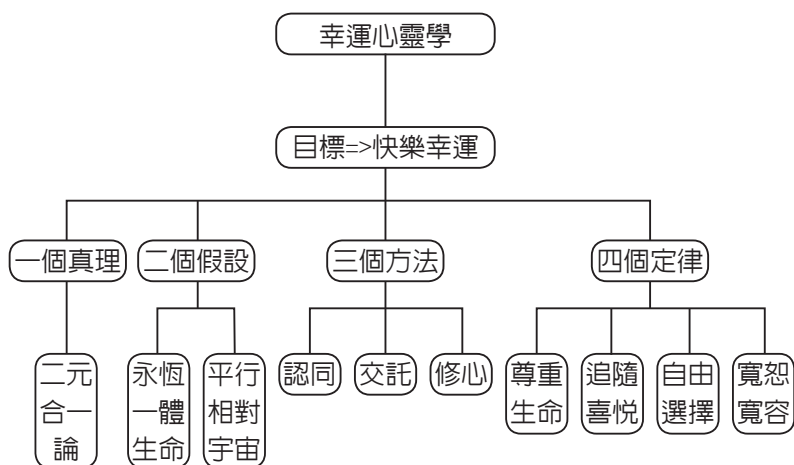 幸運心靈學
目標=>快樂幸運
一個真理
二個假設
三個方法
四個定律
二元
合一
論
永恆
一體
生命
平行
相對
宇宙
認同
交託
修心
尊重
生命
追隨
喜悅
自由
選擇
寬恕
寬容